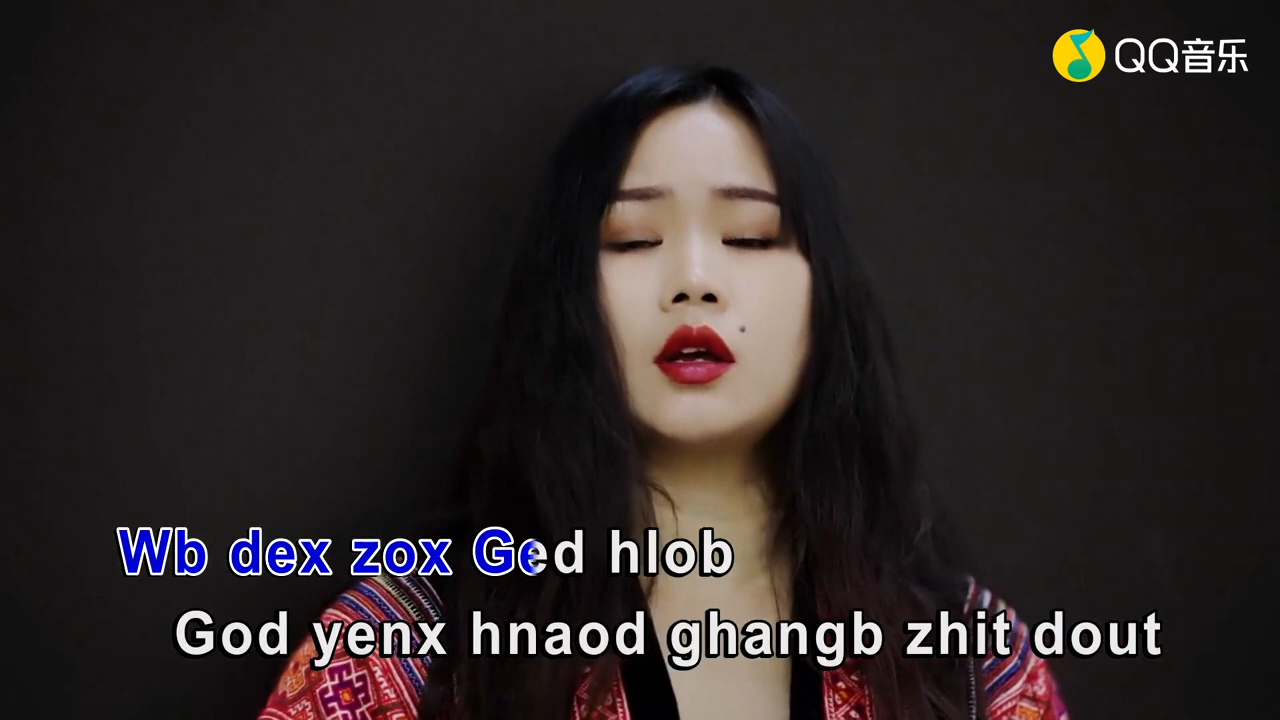 QQ音乐
Wb dex zox Ged hlob
God yenx hnaod ghangb zhit dout